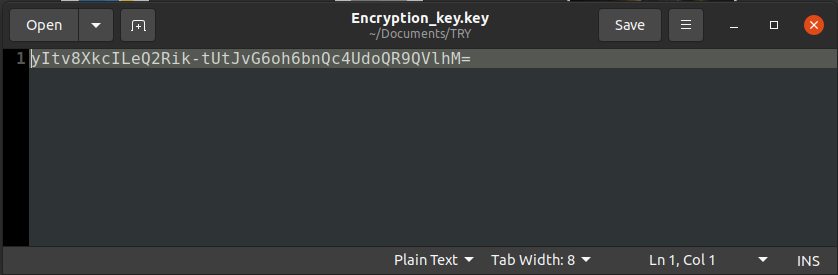 Open
Encryption_key.key
~/Documents/TRY
Save
1 yItv8XkcILeQ2Rik-tUtJvG6oh6bnQc4UdoQR9QVlhM=
Plain Text
Tab Width: 8
Ln 1, Col 1
INS